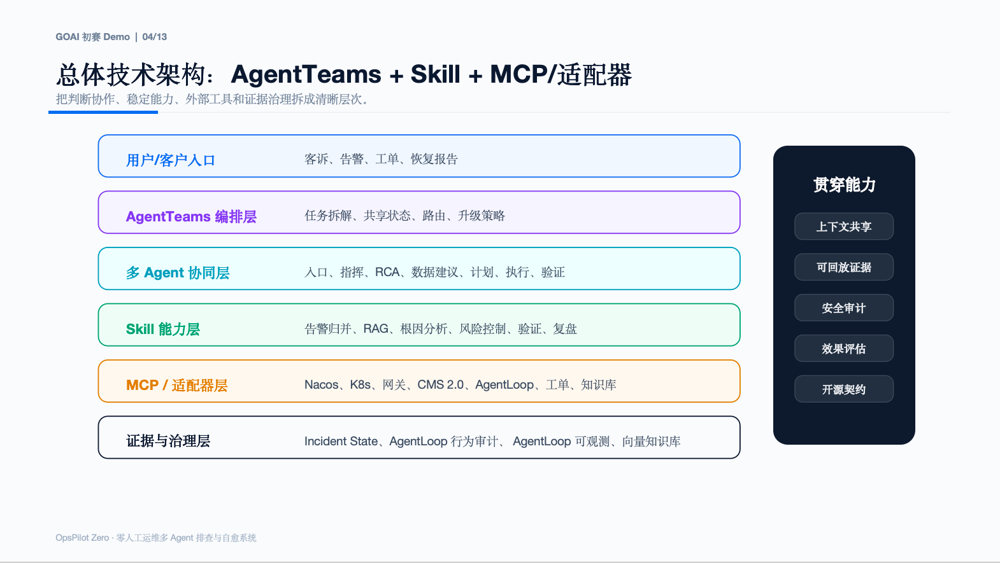 GOAI 初赛 Demo | 04/13
总体技术架构：AgentTeams + Skill + MCP/适配器
把判断协作、稳定能力、外部工具和证据治理拆成清晰层次。
用户/客户入口 客诉、告警、工单、恢复报告
AgentTeams 编排层 任务拆解、共享状态、路由、升级策略
多 Agent 协同层 入口、指挥、RCA、数据建议、计划、执行、验证
Skill 能力层 告警归并、RAG、根因分析、风险控制、验证、复盘
MCP / 适配器层 Nacos、K8s、网关、CMS 2.0、AgentLoop、工单、知识库
证据与治理层 Incident State、AgentLoop 行为审计、 AgentLoop 可观测、向量知识库
贯穿能力
上下文共享
可回放证据
安全审计
效果评估
开源契约
OpsPilot Zero · 零人工运维多 Agent 排查与自愈系统